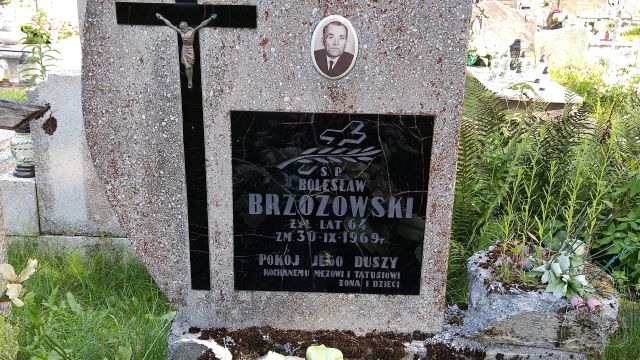 Ś. P.
BOLESŁAW
BRZOZOWSKI
ŻYŁ LAT 64
ZM. 30-IX-1969r.
POKÓJ JEGO DUSZY
KOCHANEMU MĘŻOWI I TATUSIOWI
ŻONA I DZIECI